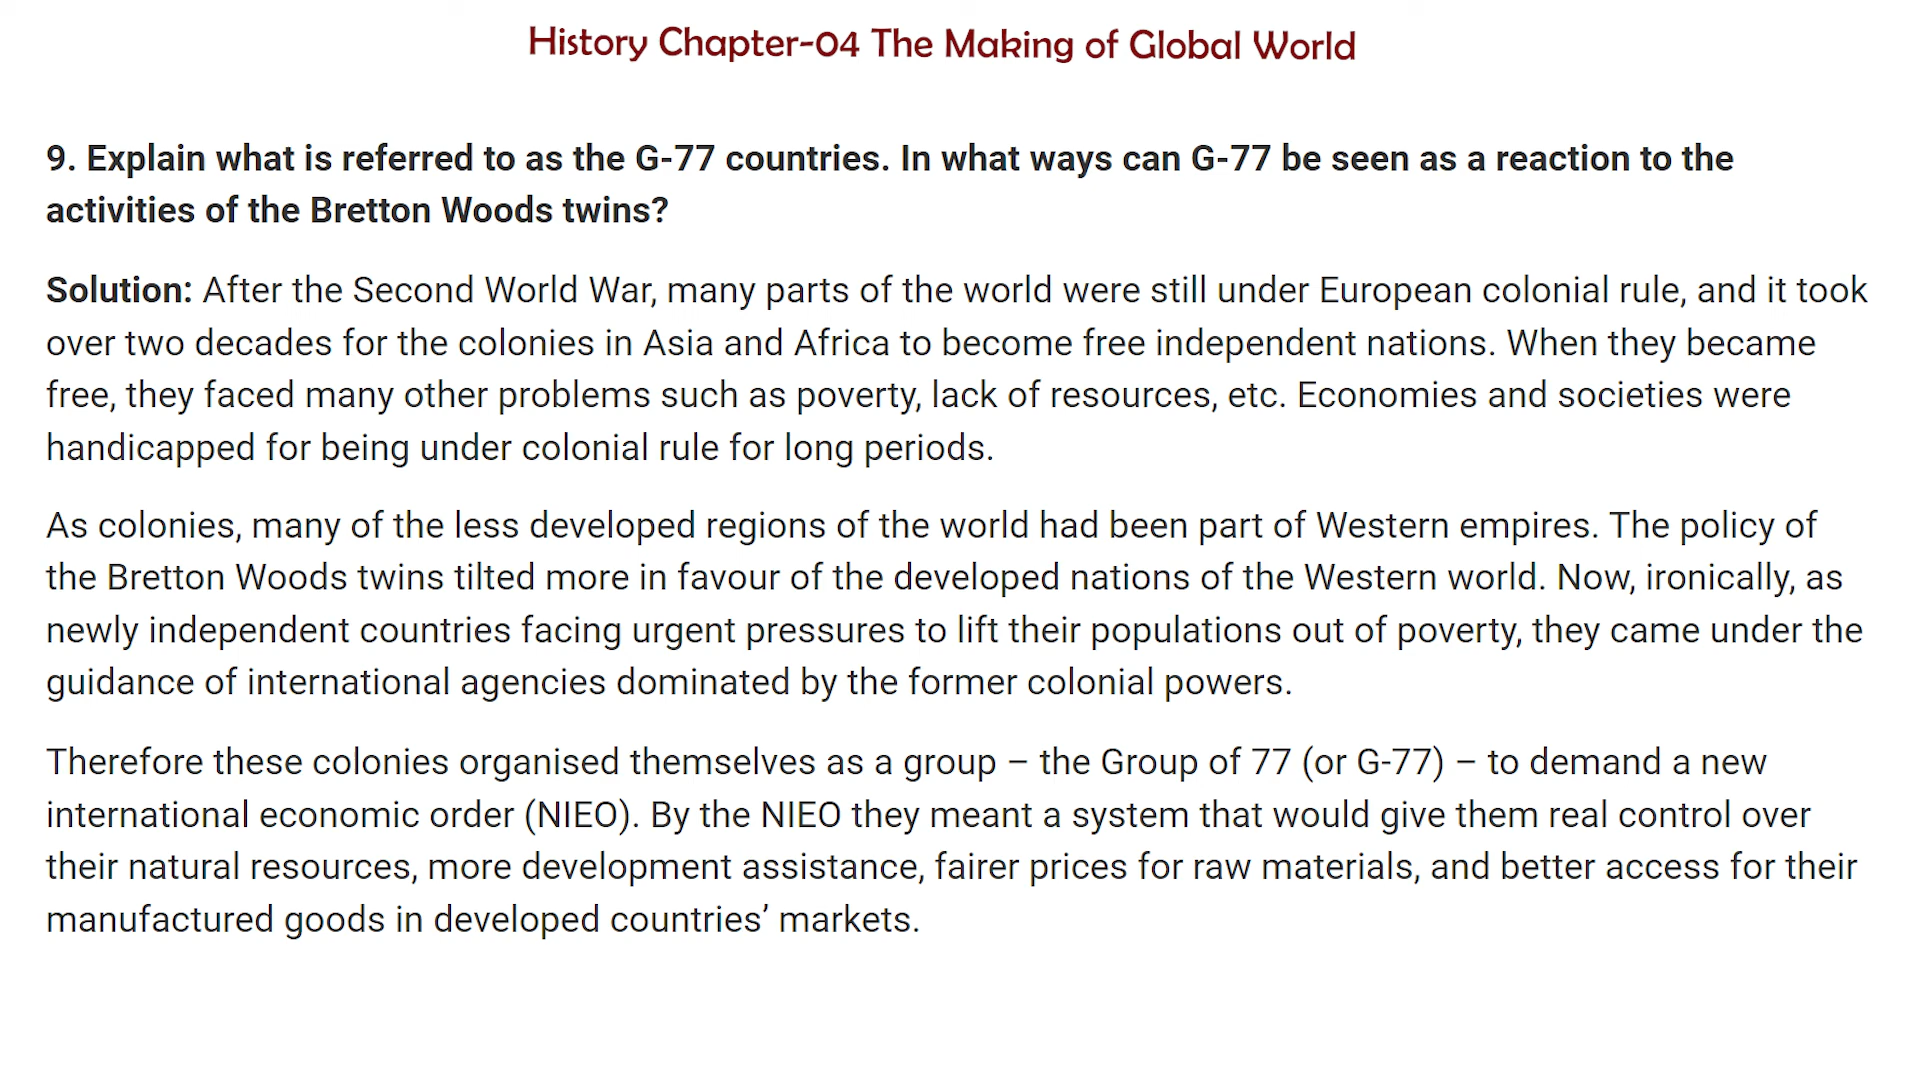 History Chapter-04 The Making of Global World
9. Explain what is referred to as the G-77 countries. In what ways can G-77 be seen as a reaction to the
activities of the Bretton Woods twins?
Solution: After the Second World War, many parts of the world were still under European colonial rule, and it took
over two decades for the colonies in Asia and Africa to become free independent nations. When they became
free, they faced many other problems such as poverty, lack of resources, etc. Economies and societies were
handicapped for being under colonial rule for long periods.
As colonies, many of the less developed regions of the world had been part of Western empires. The policy of
the Bretton Woods twins tilted more in favour of the developed nations of the Western world. Now, ironically, as
newly independent countries facing urgent pressures to lift their populations out of poverty, they came under the
guidance of international agencies dominated by the former colonial powers.
Therefore these colonies organised themselves as a group – the Group of 77 (or G-77) – to demand a new
international economic order (NIEO). By the NIEO they meant a system that would give them real control over
their natural resources, more development assistance, fairer prices for raw materials, and better access for their
manufactured goods in developed countries’ markets.